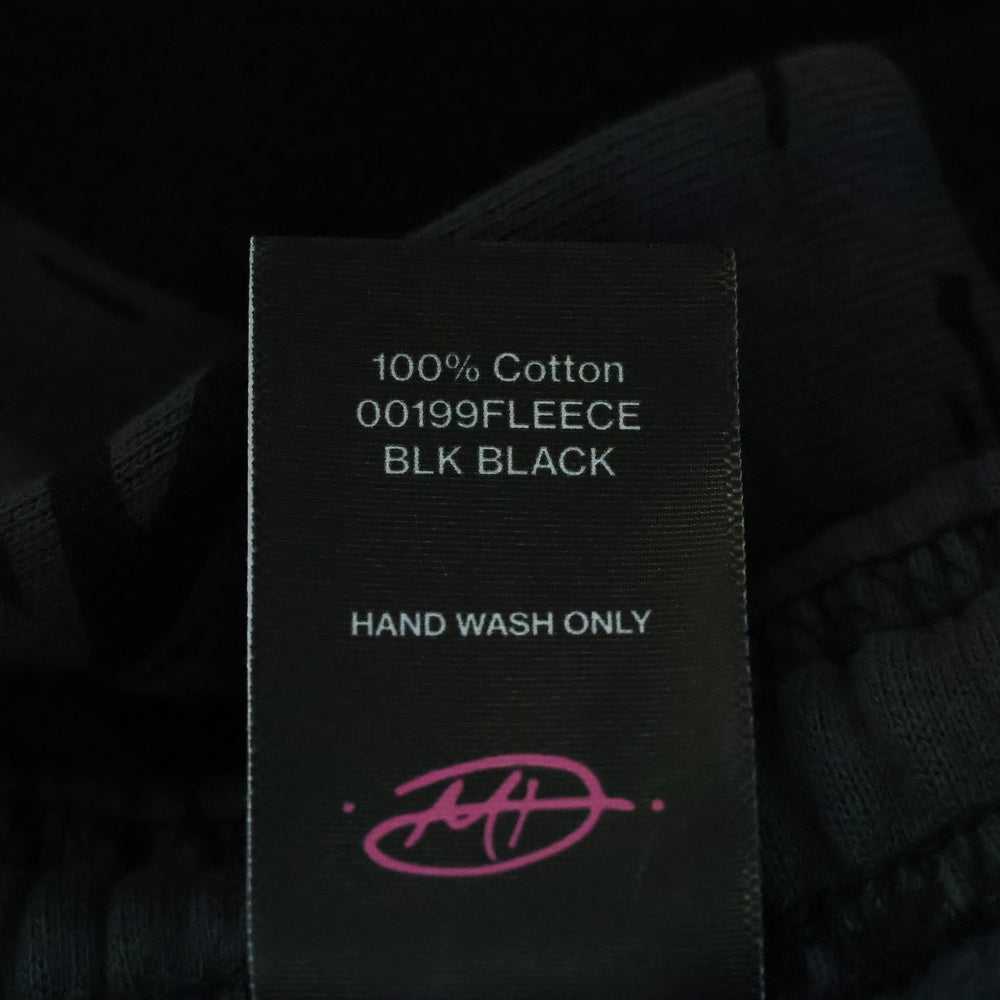 100% Cotton
00199FLEECE
BLK BLACK
HAND WASH ONLY